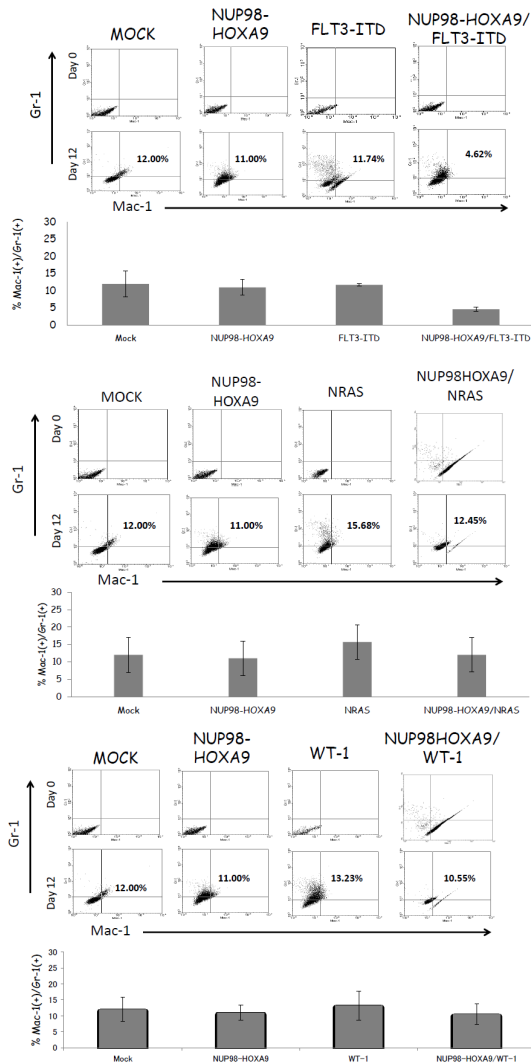 MOCK
NUP98-
HOXA9
FLT3-ITD
NUP98-HOXA9/
FLT3-ITD
Gr-1
Day 0
Day 12
12.00%
11.00%
11.74%
4.62%
Mac-1
% Mac-1(+)/Gr-1(+)
30
25
20
15
10
5
0
Mock
NUP98-HOXA9
FLT3-ITD
NUP98-HOXA9/FLT3-ITD
MOCK
NUP98-
HOXA9
NRAS
NUP98HOXA9/
NRAS
Gr-1
Day 0
Day 12
12.00%
11.00%
15.68%
12.45%
Mac-1
% Mac-1(+)/Gr-1(+)
30
25
20
15
10
5
0
Mock
NUP98-HOXA9
NRAS
NUP98-HOXA9/NRAS
MOCK
NUP98-
HOXA9
WT-1
NUP98HOXA9/
WT-1
Gr-1
Day 0
Day 12
12.00%
11.00%
13.23%
10.55%
Mac-1
% Mac-1(+)/Gr-1(+)
30
25
20
15
10
5
0
Mock
NUP98-HOXA9
WT-1
NUP98-HOXA9/WT-1